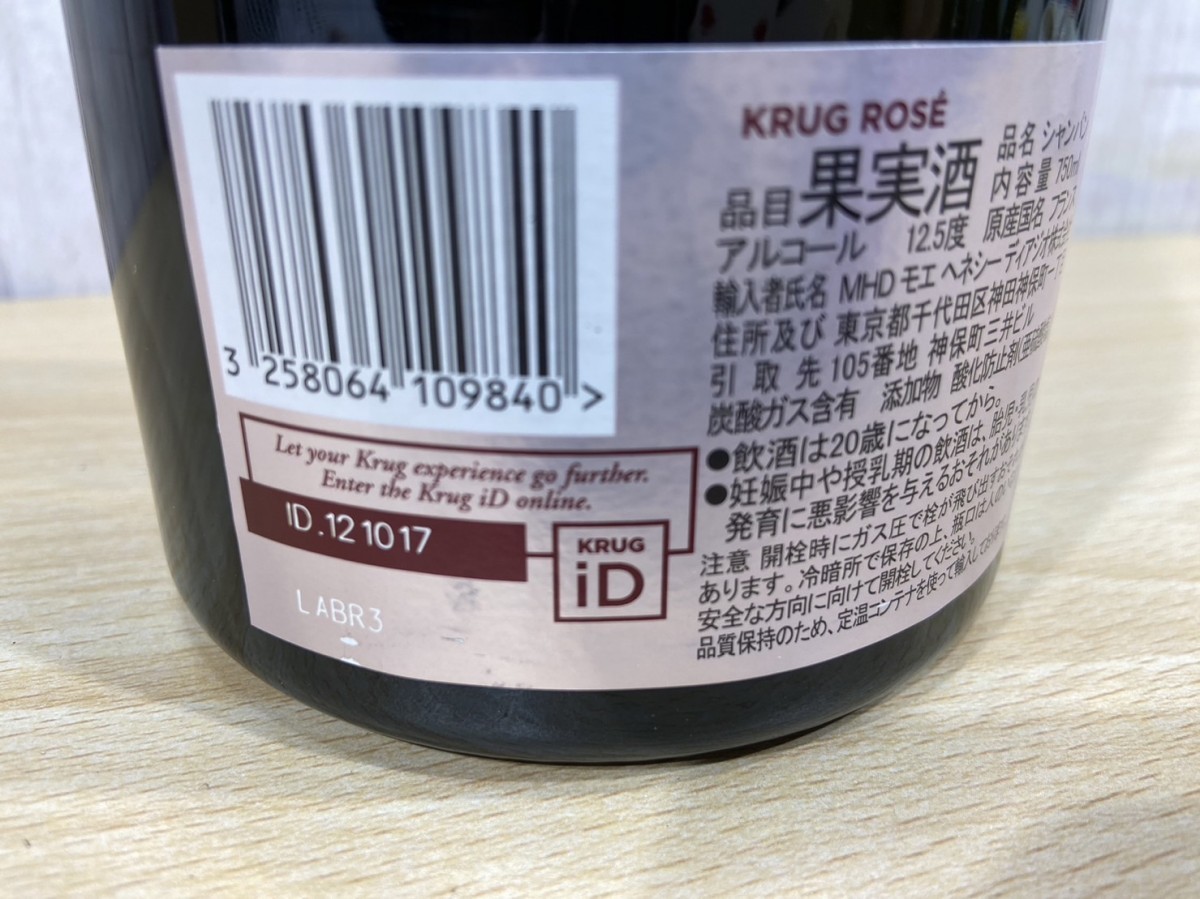 3 258064 109840 >
Let your Krug experience go further.
Enter the Krug iD online.
ID.121017
KRUG
iD
LABR3
KRUG ROSÉ
品目 果実酒 品名 シャンパン
アルコール 12.5度 内容量 750ml
原産国名 フランス
輸入者氏名 MHD モエ ヘネシー ディアジオ株式会社
住所及び 東京都千代田区神田神保町一丁目
引取先 105番地 神保町三井ビル
炭酸ガス含有 添加物 酸化防止剤
●飲酒は20歳になってから。
●妊娠中や授乳期の飲酒は、胎児・乳児の
発育に悪影響を与えるおそれがあります
注意 開栓時にガス圧で栓が飛び出すおそれが
あります。冷暗所で保存の上、瓶口は人のいない
安全な方向に向けて開栓してください。
品質保持のため、定温コンテナを使って輸入して